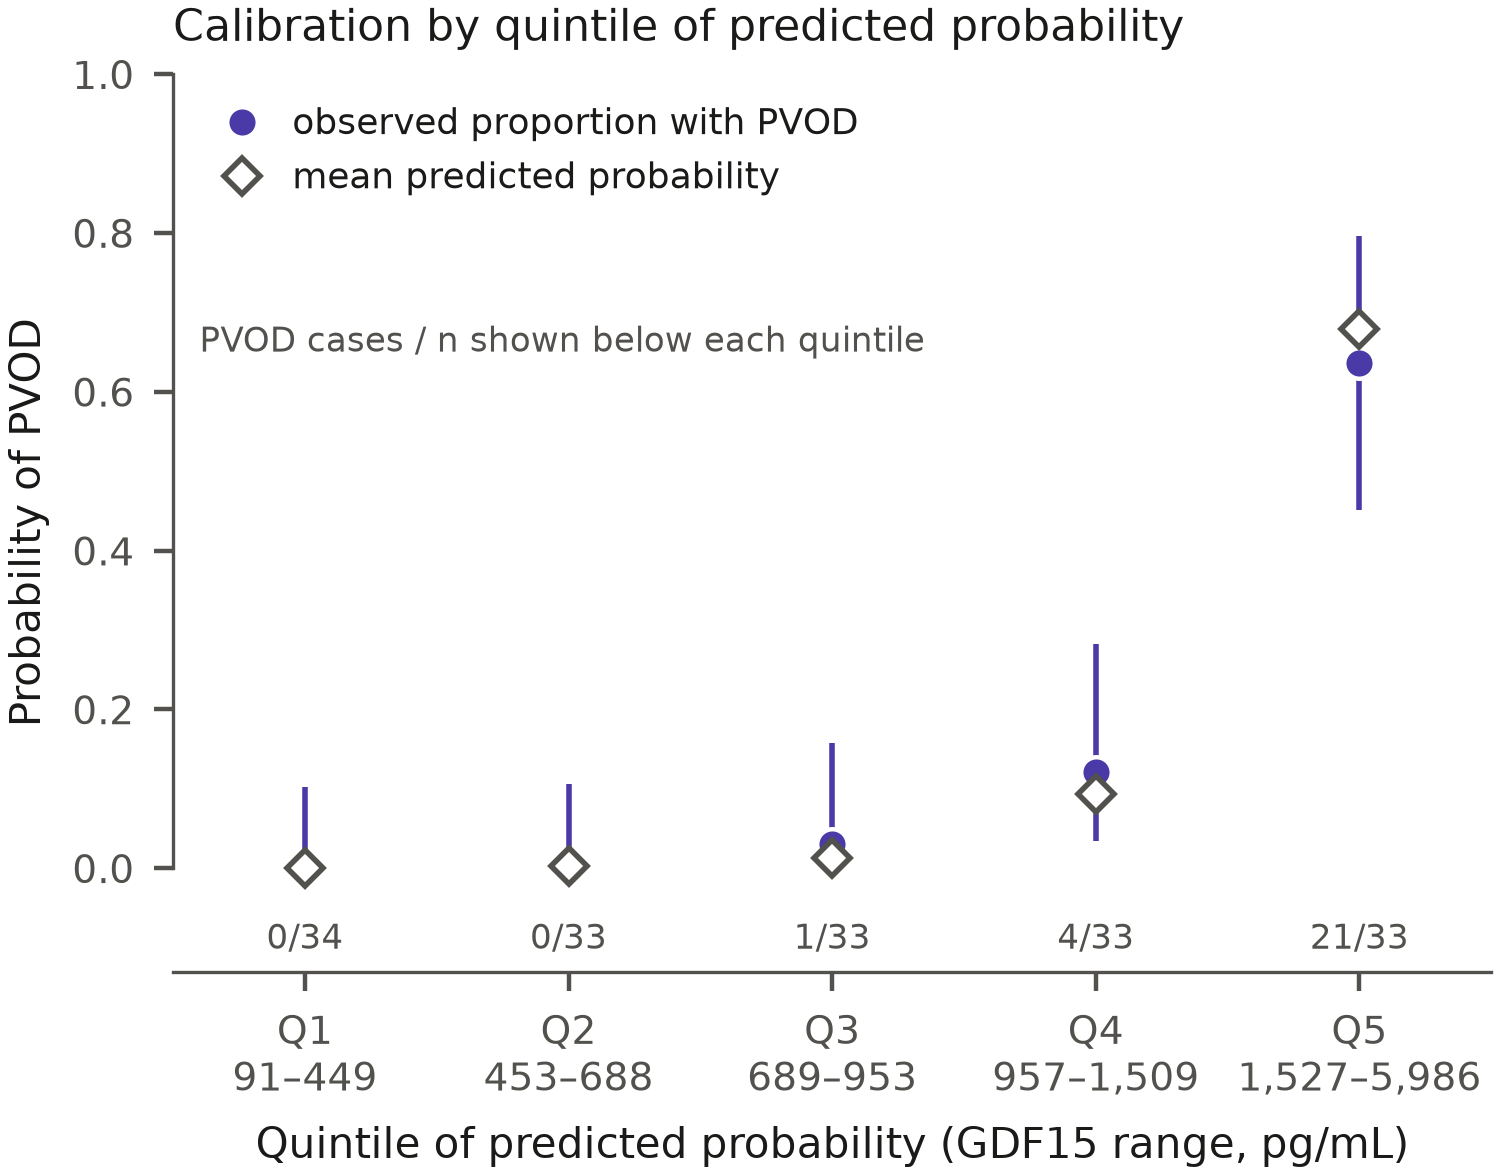 Calibration by quintile of predicted probability
1.0
0.8
0.6
0.4
0.2
0.0
Probability of PVOD
observed proportion with PVOD
mean predicted probability
PVOD cases / n shown below each quintile
0/34 0/33 1/33 4/33 21/33
Q1 Q2 Q3 Q4 Q5
91–449 453–688 689–953 957–1,509 1,527–5,986
Quintile of predicted probability (GDF15 range, pg/mL)